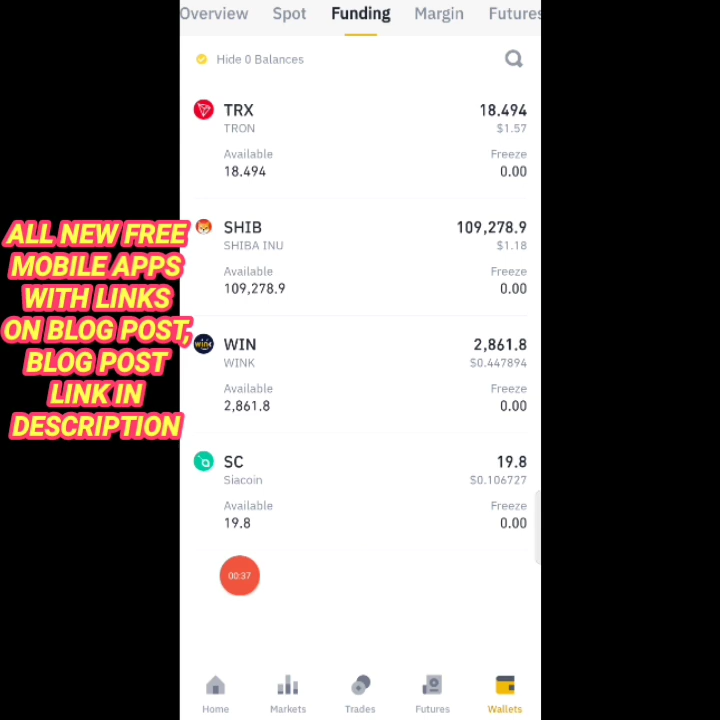 Overview Spot Funding Margin Futures
Hide 0 Balances
TRX 18.494
TRON $1.57
Available Freeze
18.494 0.00
SHIB 109,278.9
SHIBA INU $1.18
Available Freeze
109,278.9 0.00
WIN 2,861.8
WINK $0.447894
Available Freeze
2,861.8 0.00
SC 19.8
Siacoin $0.106727
Available Freeze
19.8 0.00
00:37
Home Markets Trades Futures Wallets
ALL NEW FREE
MOBILE APPS
WITH LINKS
ON BLOG POST,
BLOG POST
LINK IN
DESCRIPTION